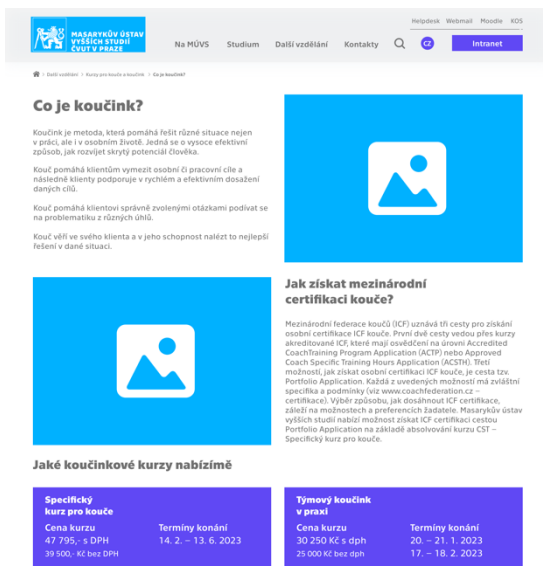 Helpdesk Webmail Moodle KOS
MASARYKŮV ÚSTAV
VYŠŠÍCH STUDIÍ
ČVUT V PRAZE
Na MÚVS Studium Další vzdělání Kontakty CZ Intranet
> Další vzdělání > Kurzy pro kouče a koučink > Co je koučink?
Co je koučink?
Koučink je metoda, která pomáhá řešit různé situace nejen
v práci, ale i v osobním životě. Jedná se o vysoce efektivní
způsob, jak rozvíjet skrytý potenciál člověka.
Kouč pomáhá klientům vymezit osobní či pracovní cíle a
následně klienty podporuje v rychlém a efektivním dosažení
daných cílů.
Kouč pomáhá klientovi správně zvolenými otázkami podívat se
na problematiku z různých úhlů.
Kouč věří ve svého klienta a v jeho schopnost nalézt to nejlepší
řešení v dané situaci.
Jak získat mezinárodní
certifikaci kouče?
Mezinárodní federace koučů (ICF) uznává tři cesty pro získání
osobní certifikace ICF kouče. První dvě cesty vedou přes kurzy
akreditované ICF, které mají osvědčení na úrovni Accredited
CoachTraining Program Application (ACTP) nebo Approved
Coach Specific Training Hours Application (ACSTH). Třetí
možností, jak získat osobní certifikaci ICF kouče, je cesta tzv.
Portfolio Application. Každá z uvedených možností má zvláštní
specifika a podmínky (viz www.coachfederation.cz –
certifikace). Výběr způsobu, jak dosáhnout ICF certifikace,
záleží na možnostech a preferencích žadatele. Masarykův ústav
vyšších studií nabízí možnost získat ICF certifikaci cestou
Portfolio Application na základě absolvování kurzu CST –
Specifický kurz pro kouče.
Jaké koučinkové kurzy nabízímě
Specifický
kurz pro kouče
Cena kurzu Termíny konání
47 795,- s DPH 14. 2. – 13. 6. 2023
39 500,- Kč bez DPH
Týmový koučink
v praxi
Cena kurzu Termíny konání
30 250 Kč s dph 20. – 21. 1. 2023
25 000 Kč bez dph 17. – 18. 2. 2023